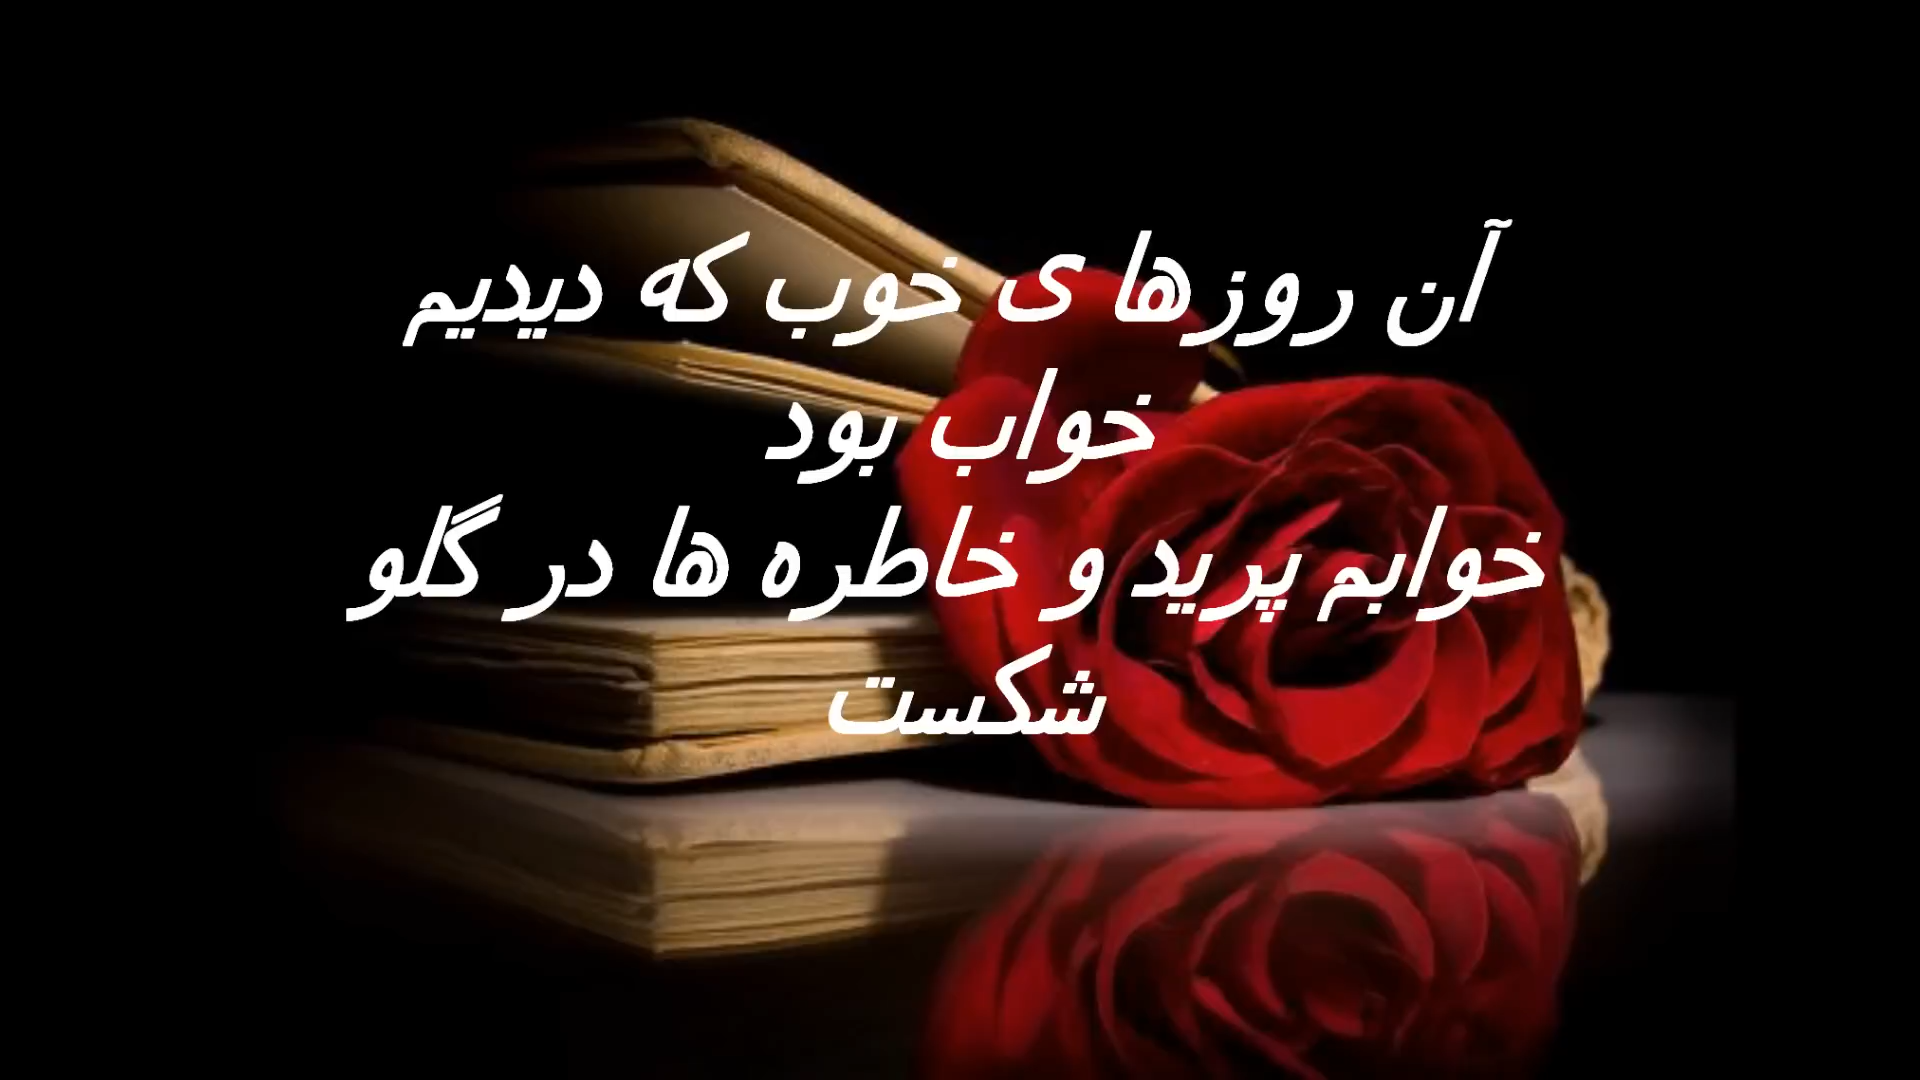 آن روزها ی خوب که دیدیم
خواب بود
خوابم پرید و خاطره ها در گلو
شکست